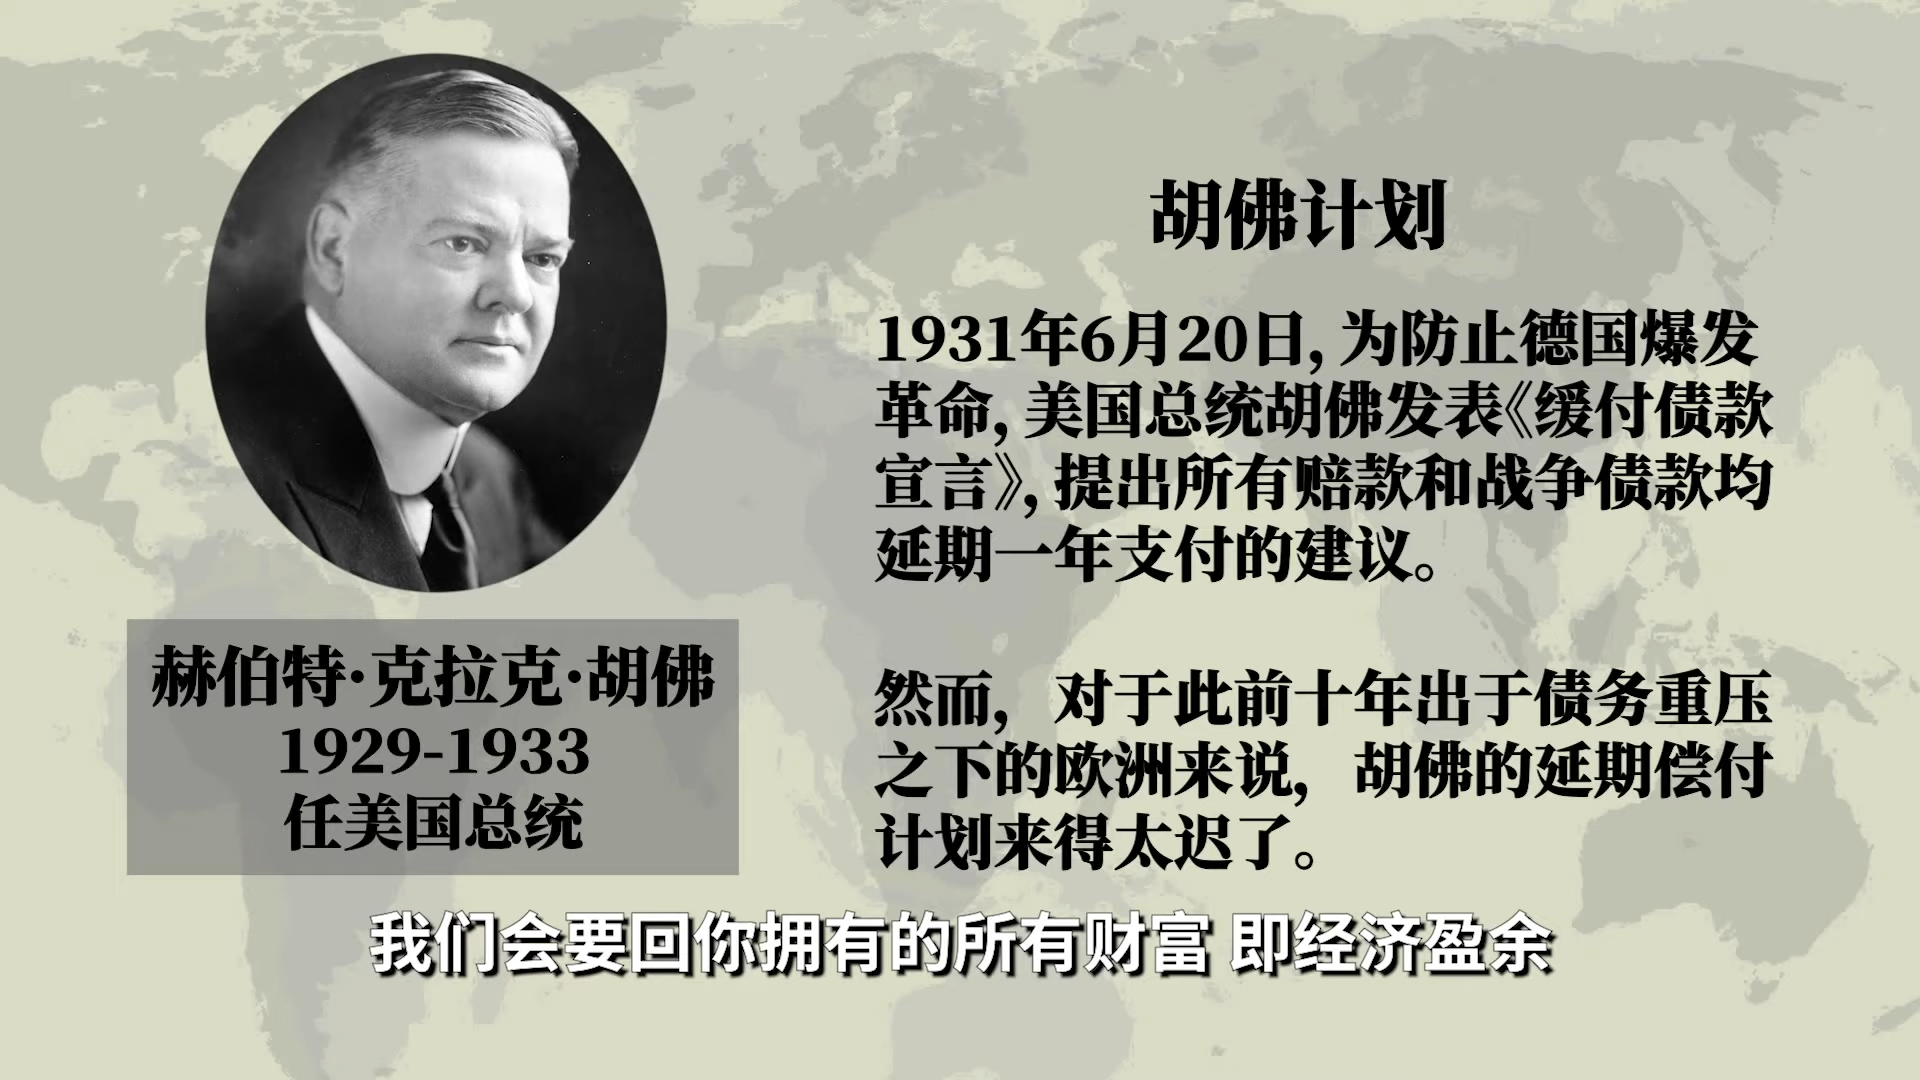 胡佛计划
1931年6月20日, 为防止德国爆发
革命, 美国总统胡佛发表《缓付债款
宣言》, 提出所有赔款和战争债款均
延期一年支付的建议。
然而，对于此前十年出于债务重压
之下的欧洲来说，胡佛的延期偿付
计划来得太迟了。
赫伯特·克拉克·胡佛
1929-1933
任美国总统
我们会要回你拥有的所有财富 即经济盈余